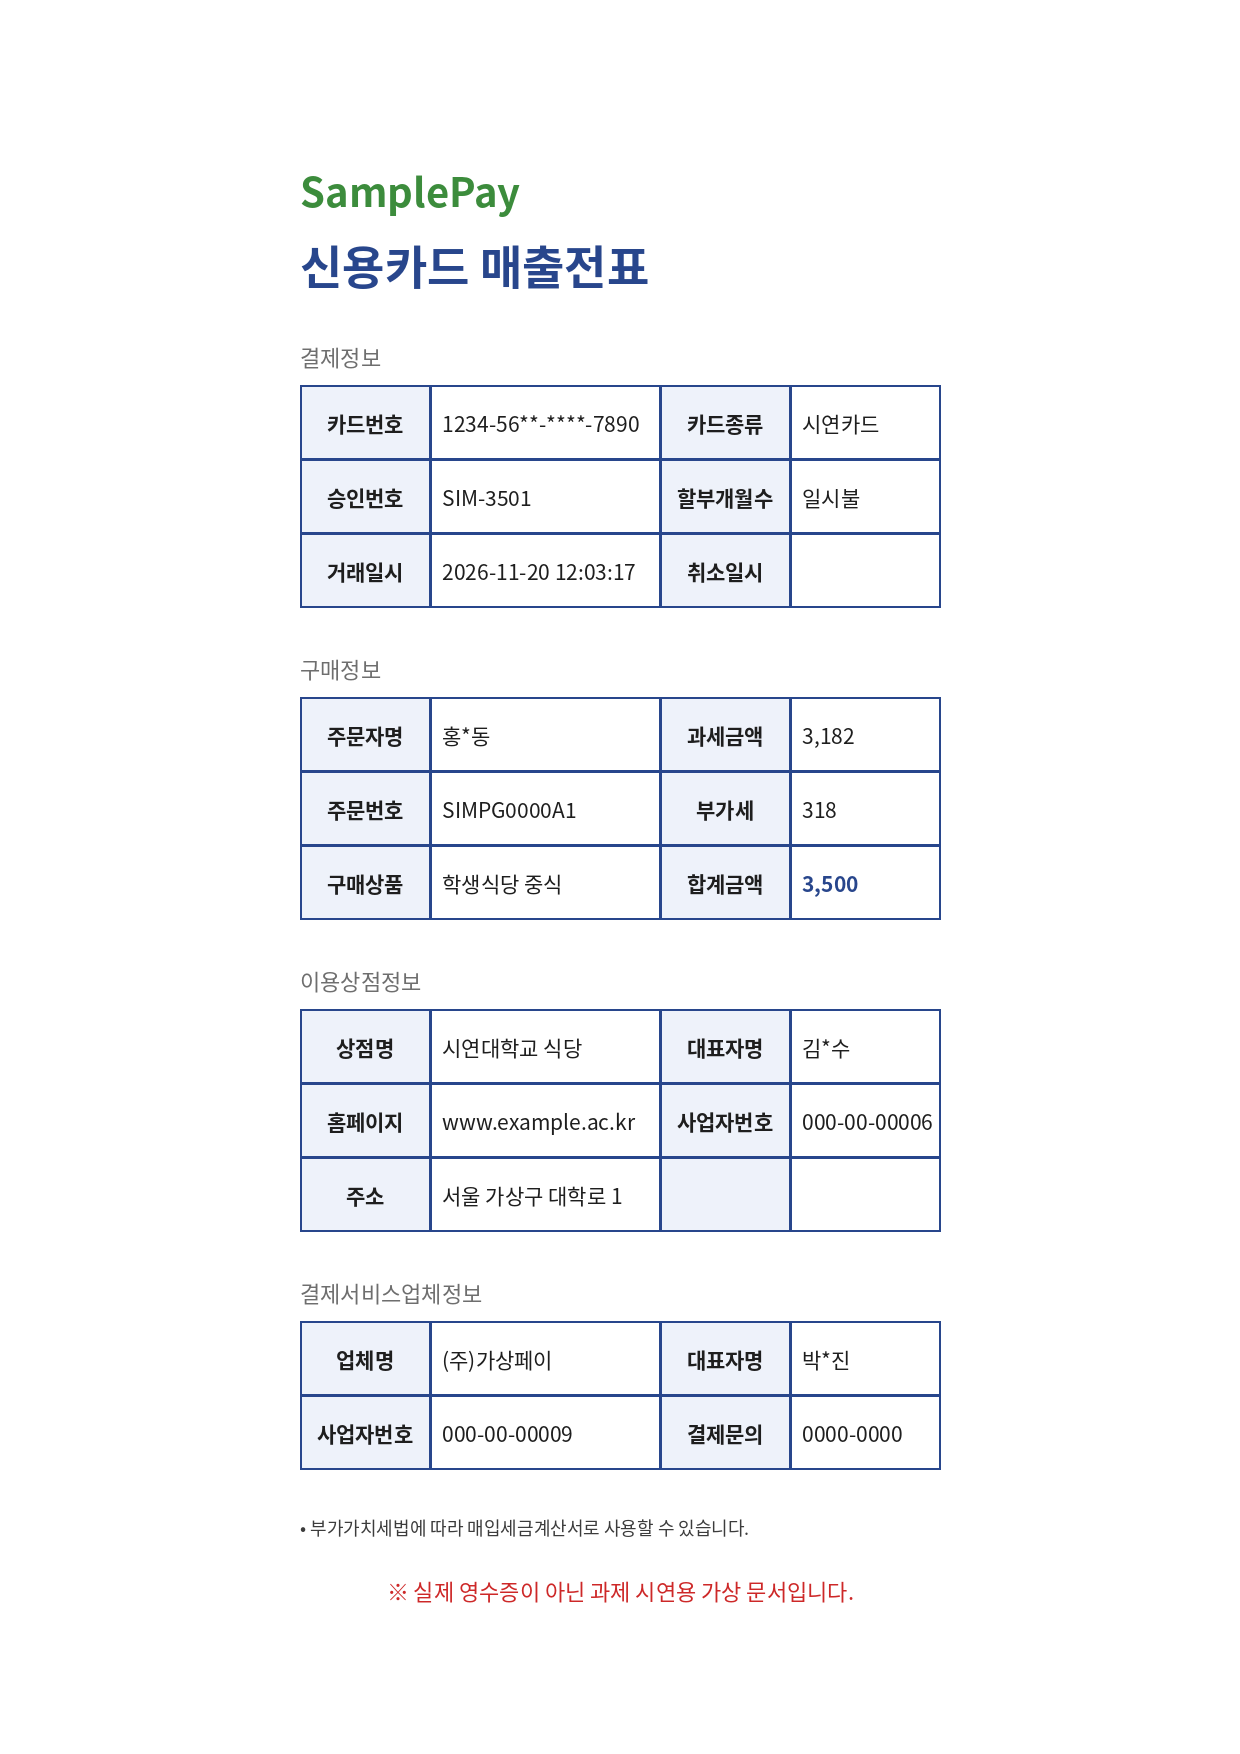 SamplePay
신용카드 매출전표
결제정보
카드번호 1234-56**-****-7890 카드종류 시연카드
승인번호 SIM-3501 할부개월수 일시불
거래일시 2026-11-20 12:03:17 취소일시
구매정보
주문자명 홍*동 과세금액 3,182
주문번호 SIMPG0000A1 부가세 318
구매상품 학생식당 중식 합계금액 3,500
이용상점정보
상점명 시연대학교 식당 대표자명 김*수
홈페이지 www.example.ac.kr 사업자번호 000-00-00006
주소 서울 가상구 대학로 1
결제서비스업체정보
업체명 (주)가상페이 대표자명 박*진
사업자번호 000-00-00009 결제문의 0000-0000
• 부가가치세법에 따라 매입세금계산서로 사용할 수 있습니다.
※ 실제 영수증이 아닌 과제 시연용 가상 문서입니다.